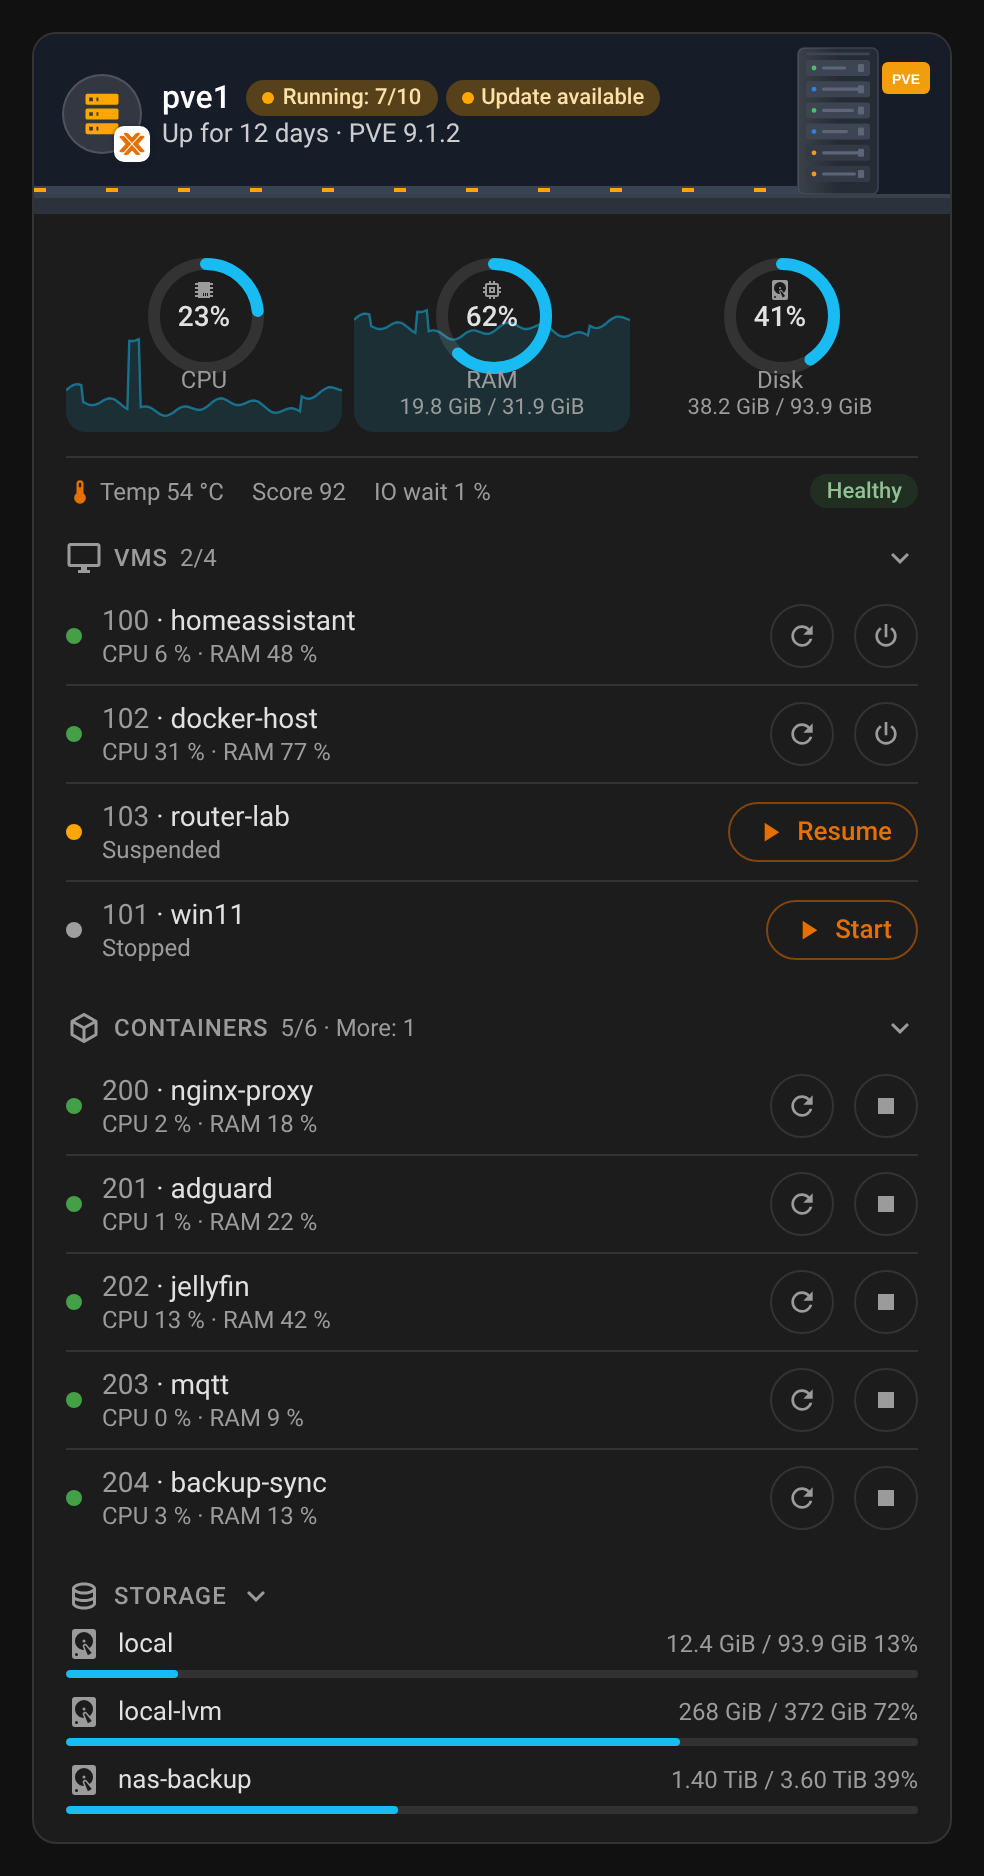 pve1 Running: 7/10 Update available
Up for 12 days · PVE 9.1.2
PVE
23%
CPU
62%
RAM
19.8 GiB / 31.9 GiB
41%
Disk
38.2 GiB / 93.9 GiB
Temp 54 °C Score 92 IO wait 1 % Healthy
VMS 2/4
100 · homeassistant
CPU 6 % · RAM 48 %
102 · docker-host
CPU 31 % · RAM 77 %
103 · router-lab
Suspended
Resume
101 · win11
Stopped
Start
CONTAINERS 5/6 · More: 1
200 · nginx-proxy
CPU 2 % · RAM 18 %
201 · adguard
CPU 1 % · RAM 22 %
202 · jellyfin
CPU 13 % · RAM 42 %
203 · mqtt
CPU 0 % · RAM 9 %
204 · backup-sync
CPU 3 % · RAM 13 %
STORAGE
local 12.4 GiB / 93.9 GiB 13%
local-lvm 268 GiB / 372 GiB 72%
nas-backup 1.40 TiB / 3.60 TiB 39%